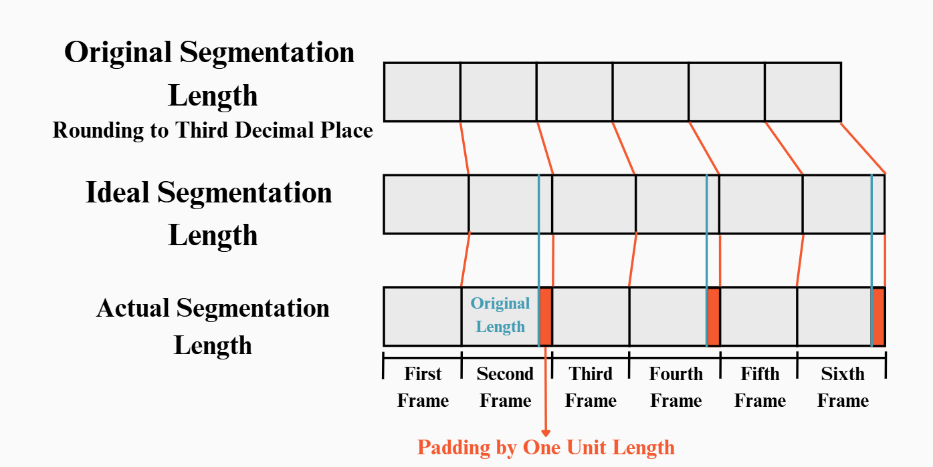 Original Segmentation
Length
Rounding to Third Decimal Place
Ideal Segmentation
Length
Actual Segmentation
Length
Original
Length
First
Frame
Second
Frame
Third
Frame
Fourth
Frame
Fifth
Frame
Sixth
Frame
Padding by One Unit Length